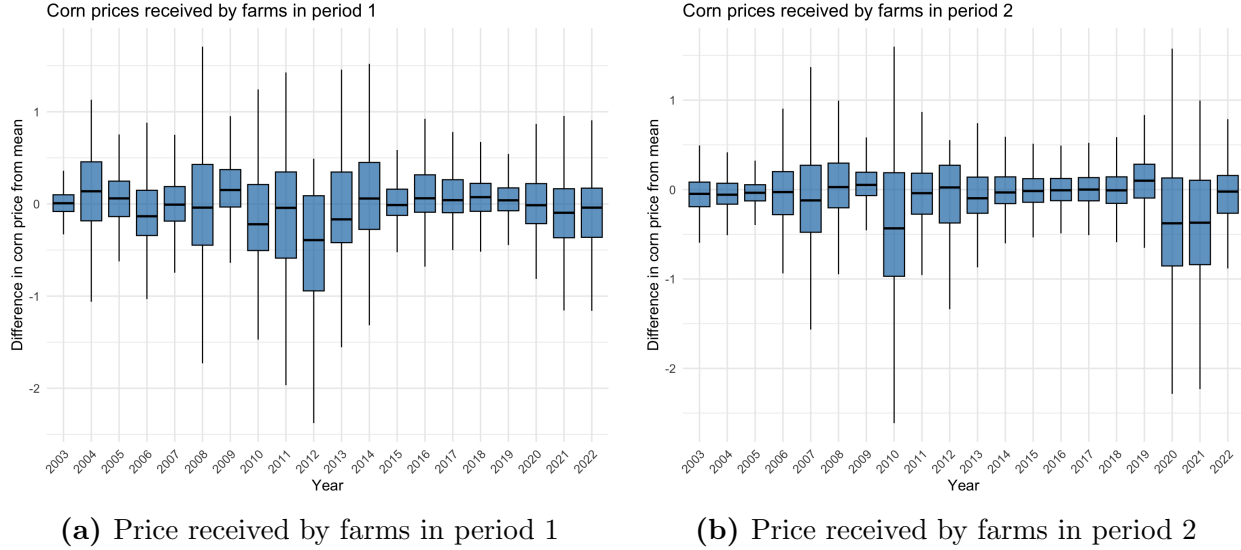 Corn prices received by farms in period 1
Difference in corn price from mean
1
0
-1
-2
2003 2004 2005 2006 2007 2008 2009 2010 2011 2012 2013 2014 2015 2016 2017 2018 2019 2020 2021 2022
Year
(a) Price received by farms in period 1
Corn prices received by farms in period 2
Difference in corn price from mean
1
0
-1
-2
2003 2004 2005 2006 2007 2008 2009 2010 2011 2012 2013 2014 2015 2016 2017 2018 2019 2020 2021 2022
Year
(b) Price received by farms in period 2